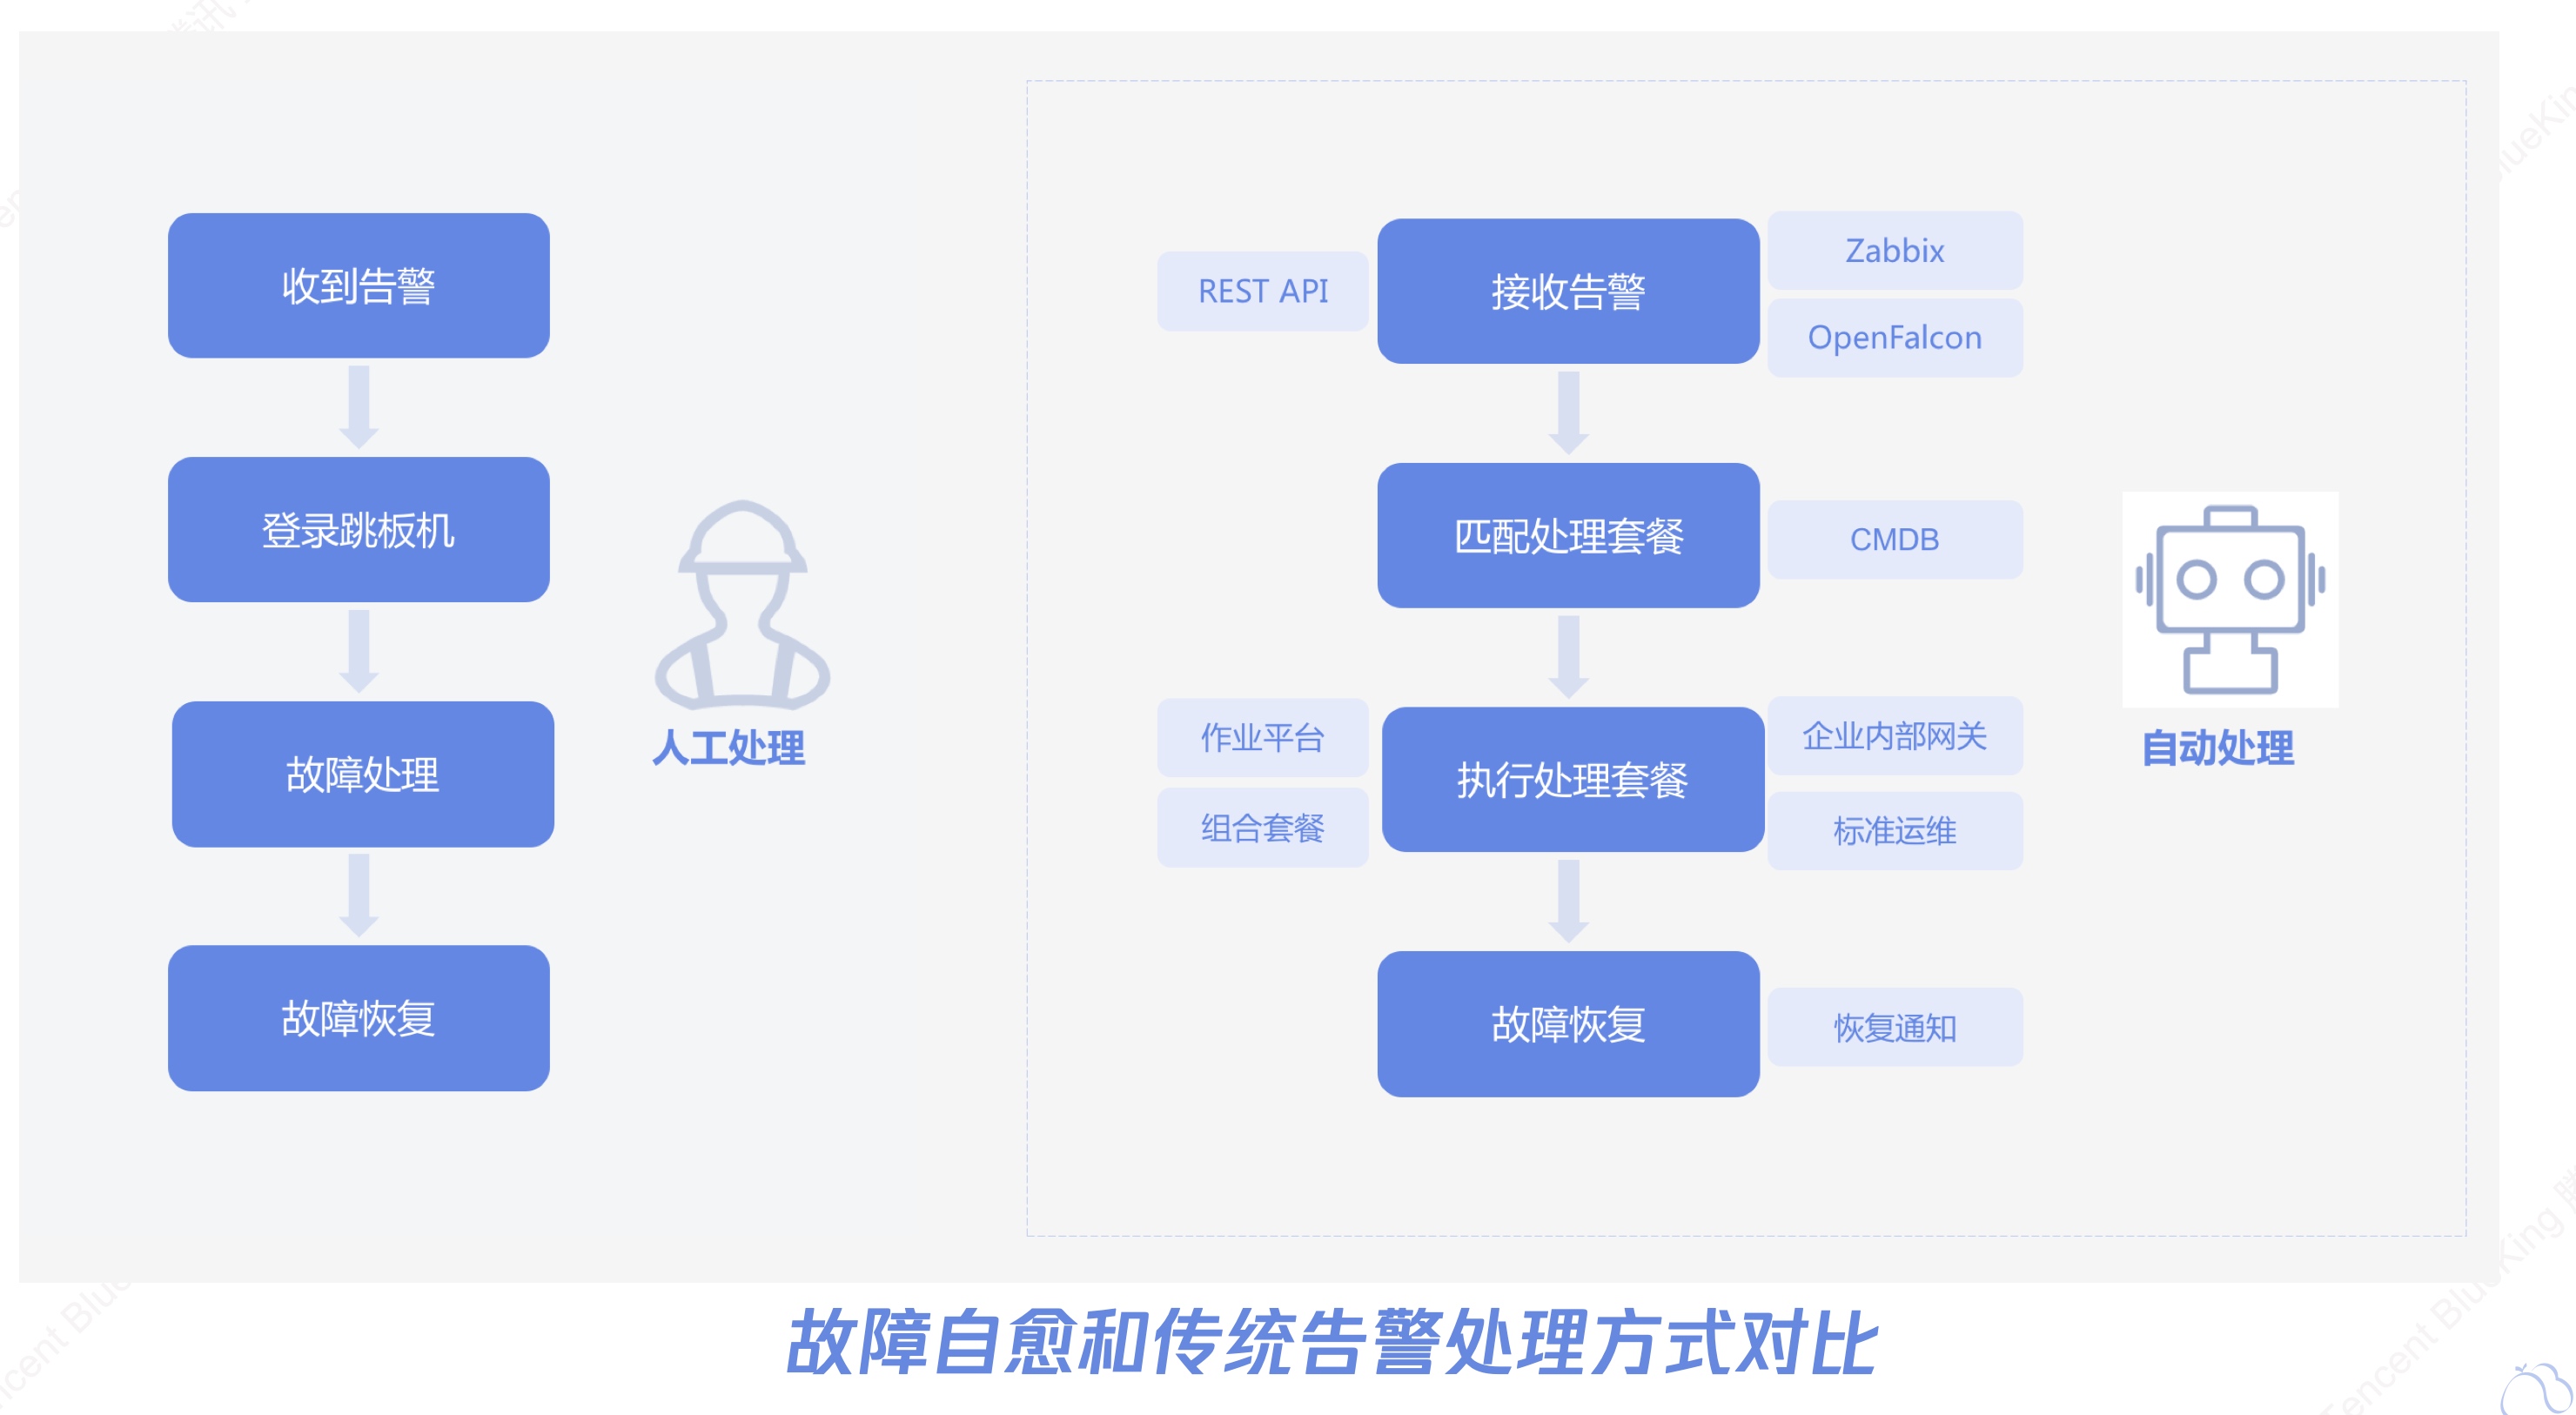 收到告警
登录跳板机
故障处理
故障恢复
人工处理
REST API
接收告警
Zabbix
OpenFalcon
匹配处理套餐
CMDB
作业平台
组合套餐
执行处理套餐
企业内部网关
标准运维
故障恢复
恢复通知
自动处理
故障自愈和传统告警处理方式对比
Tencent BlueKing